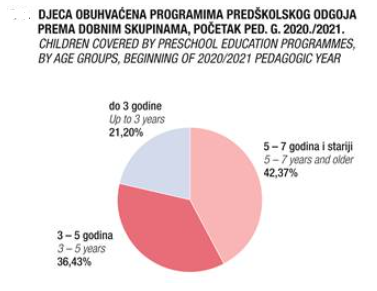 DJECA OBUHVAĆENA PROGRAMIMA PREDŠKOLSKOG ODGOJA
PREMA DOBNIM SKUPINAMA, POČETAK PED. G. 2020./2021.
CHILDREN COVERED BY PRESCHOOL EDUCATION PROGRAMMES,
BY AGE GROUPS, BEGINNING OF 2020/2021 PEDAGOGIC YEAR
do 3 godine
Up to 3 years
21,20%
5 – 7 godina i stariji
5 – 7 years and older
42,37%
3 – 5 godina
3 – 5 years
36,43%